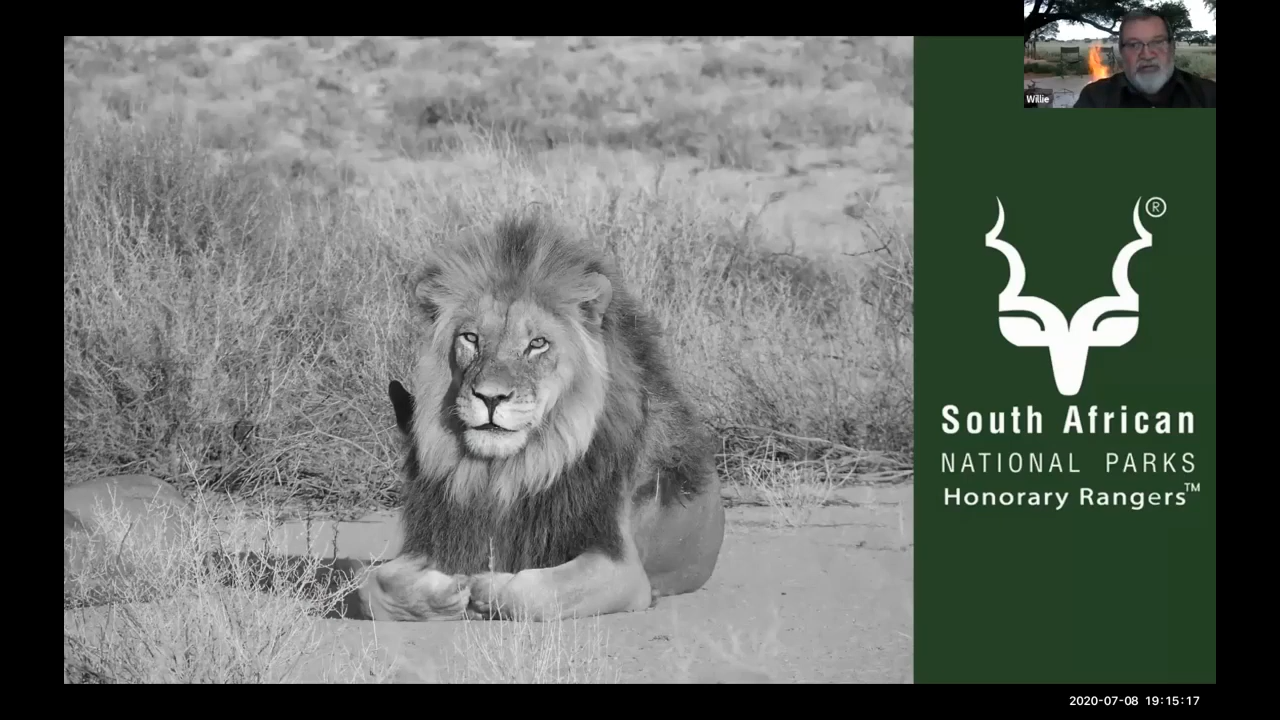 Willie
®
South African
NATIONAL PARKS
Honorary Rangers™
2020-07-08 19:15:17